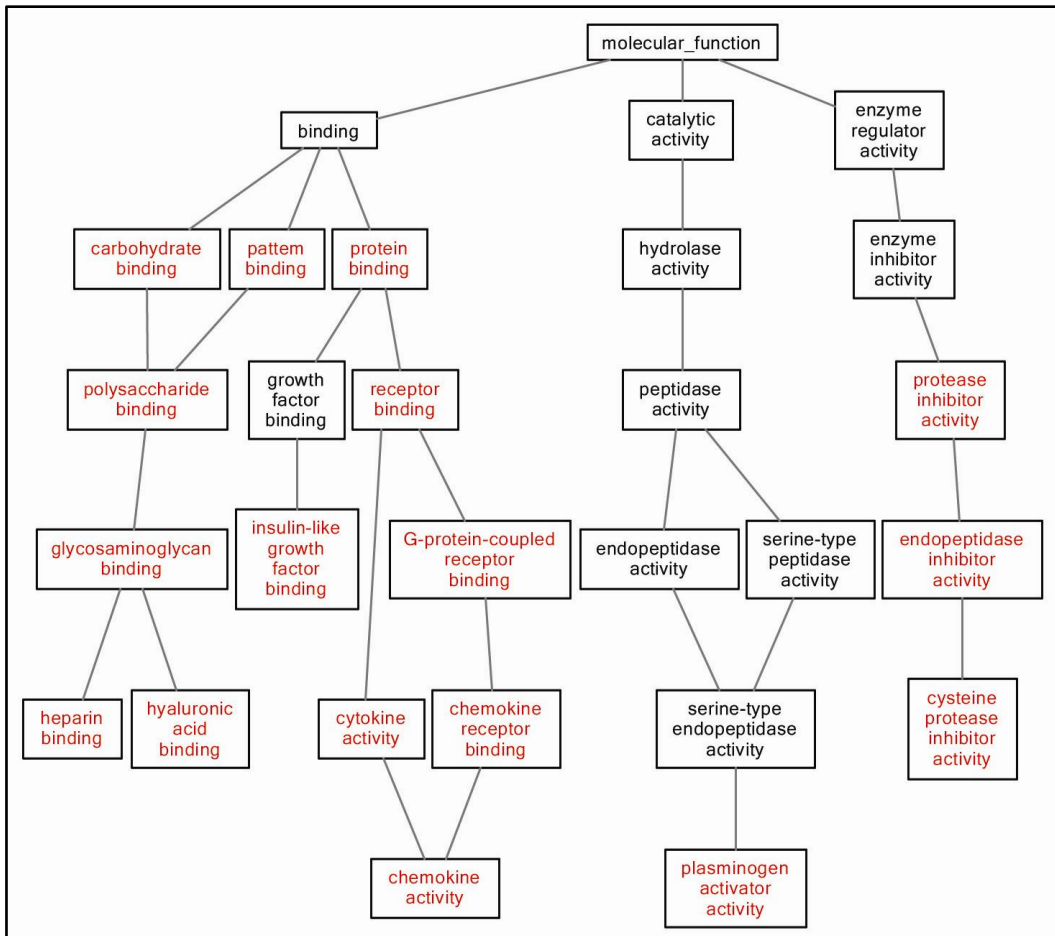 molecular_function
binding
catalytic
activity
enzyme
regulator
activity
carbohydrate
binding
pattem
binding
protein
binding
hydrolase
activity
enzyme
inhibitor
activity
polysaccharide
binding
growth
factor
binding
receptor
binding
peptidase
activity
protease
inhibitor
activity
glycosaminoglycan
binding
insulin-like
growth
factor
binding
G-protein-coupled
receptor
binding
endopeptidase
activity
serine-type
peptidase
activity
endopeptidase
inhibitor
activity
heparin
binding
hyaluronic
acid
binding
cytokine
activity
chemokine
receptor
binding
serine-type
endopeptidase
activity
cysteine
protease
inhibitor
activity
chemokine
activity
plasminogen
activator
activity